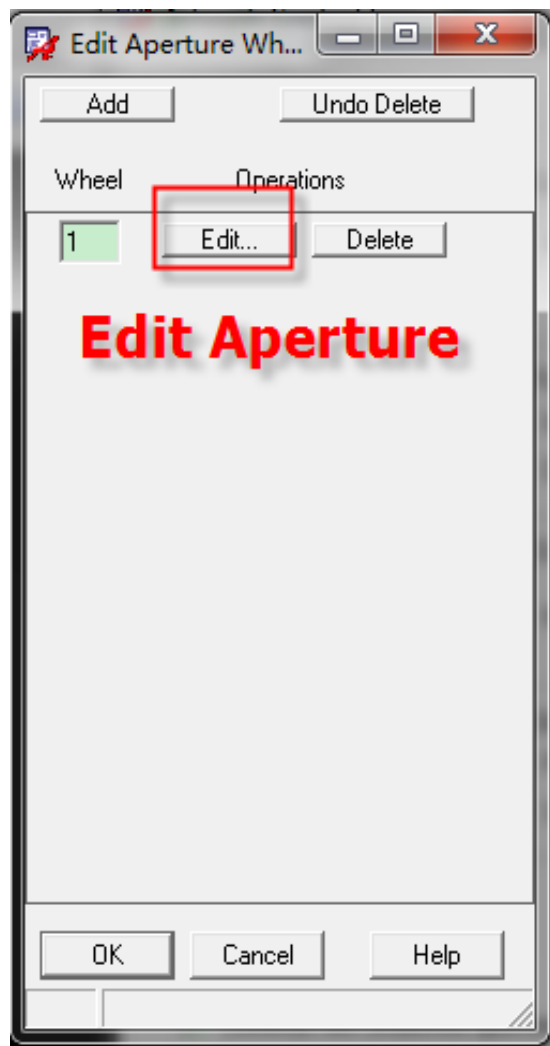 Edit Aperture Wh...
Add Undo Delete
Wheel Operations
1 Edit... Delete
Edit Aperture
OK Cancel Help